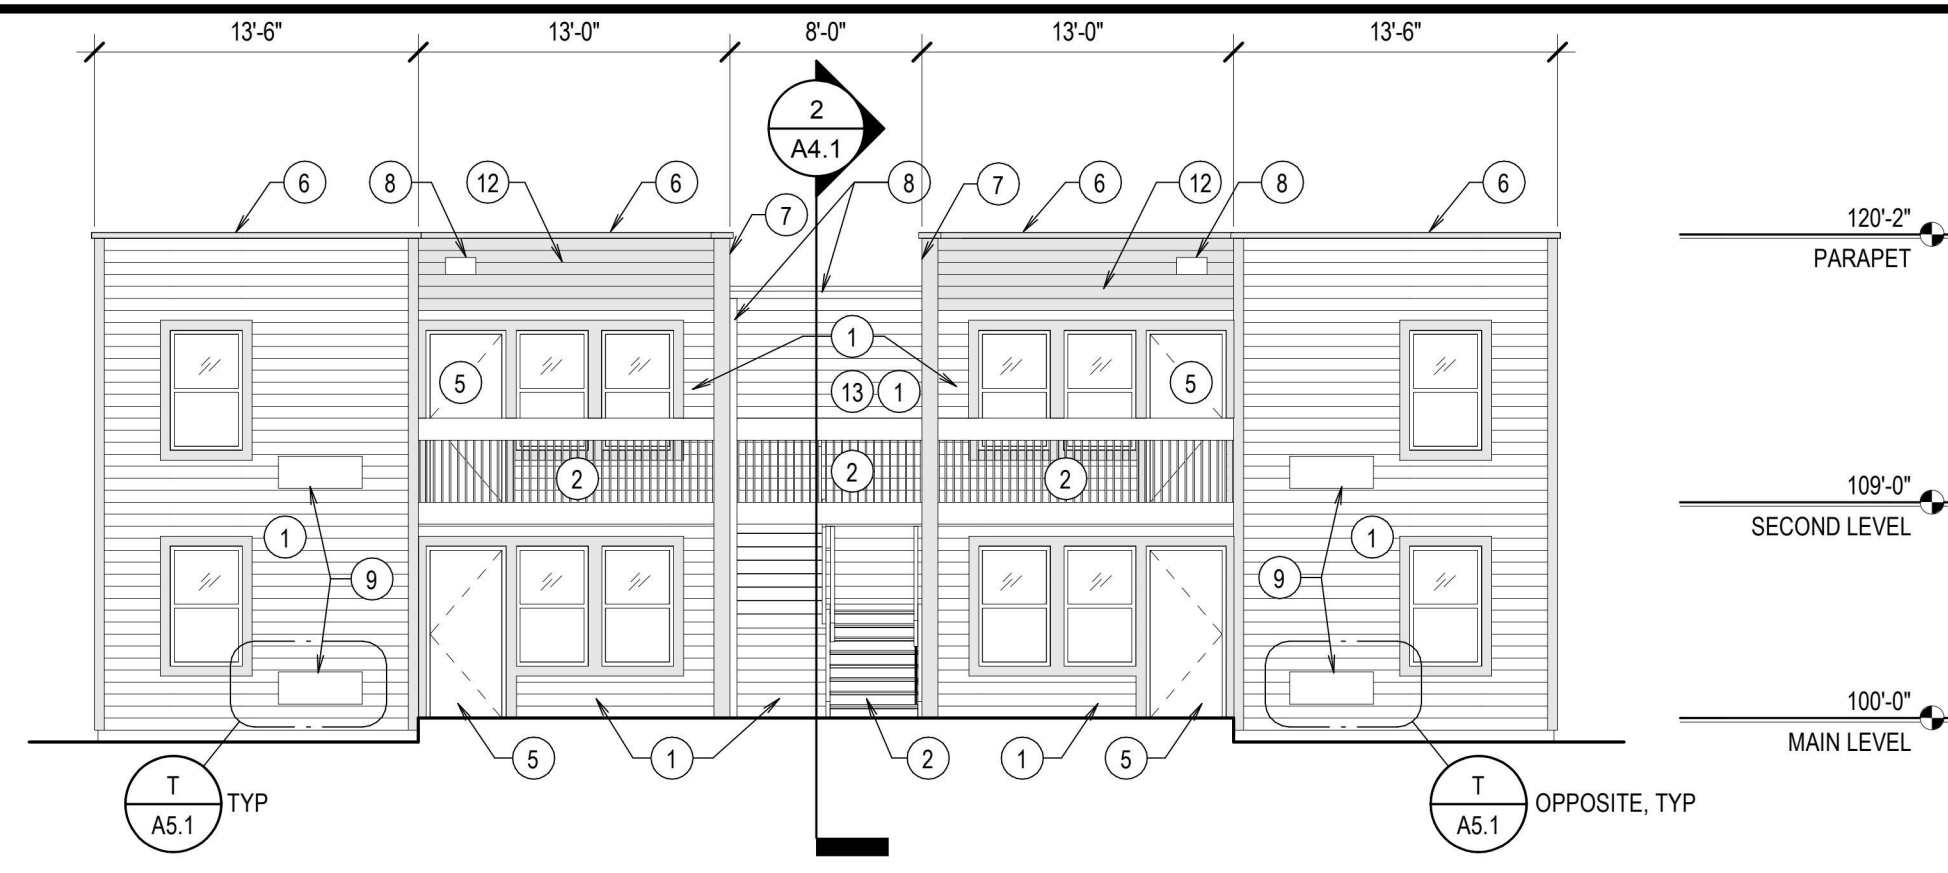 13'-6" 13'-0" 8'-0" 13'-0" 13'-6"
2
A4.1
6 8 12 6 7 8 7 6 12 8 6
120'-2"
PARAPET
1
5 13 1 5
2 2 2
109'-0"
SECOND LEVEL
1 1
9 9
100'-0"
MAIN LEVEL
5 1 2 1 5
T
A5.1
TYP
T
A5.1
OPPOSITE, TYP